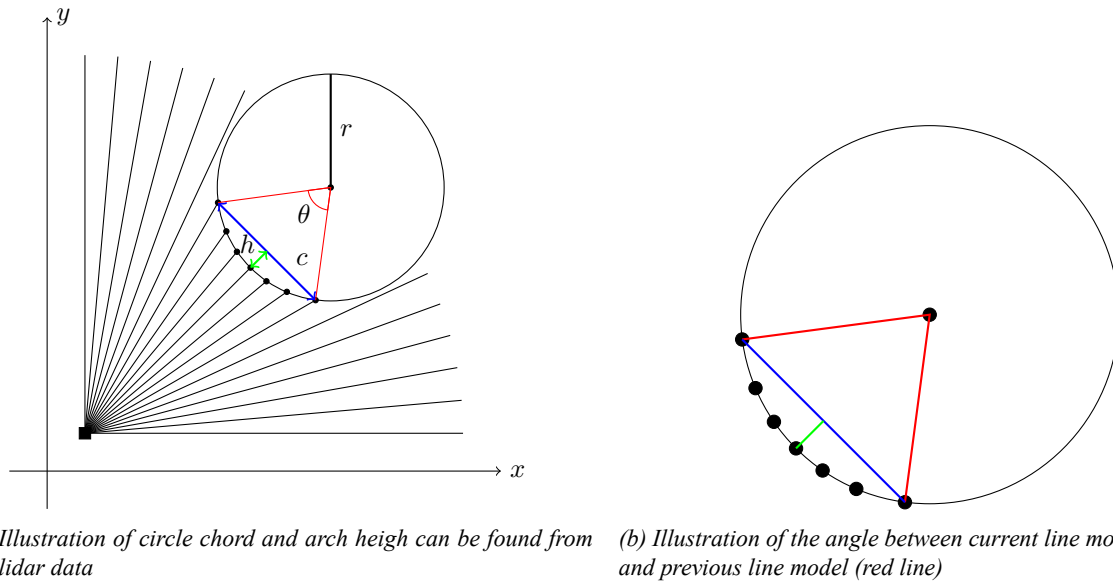 y
r
θ
h
c
x
Illustration of circle chord and arch heigh can be found from
lidar data
(b) Illustration of the angle between current line mo
and previous line model (red line)